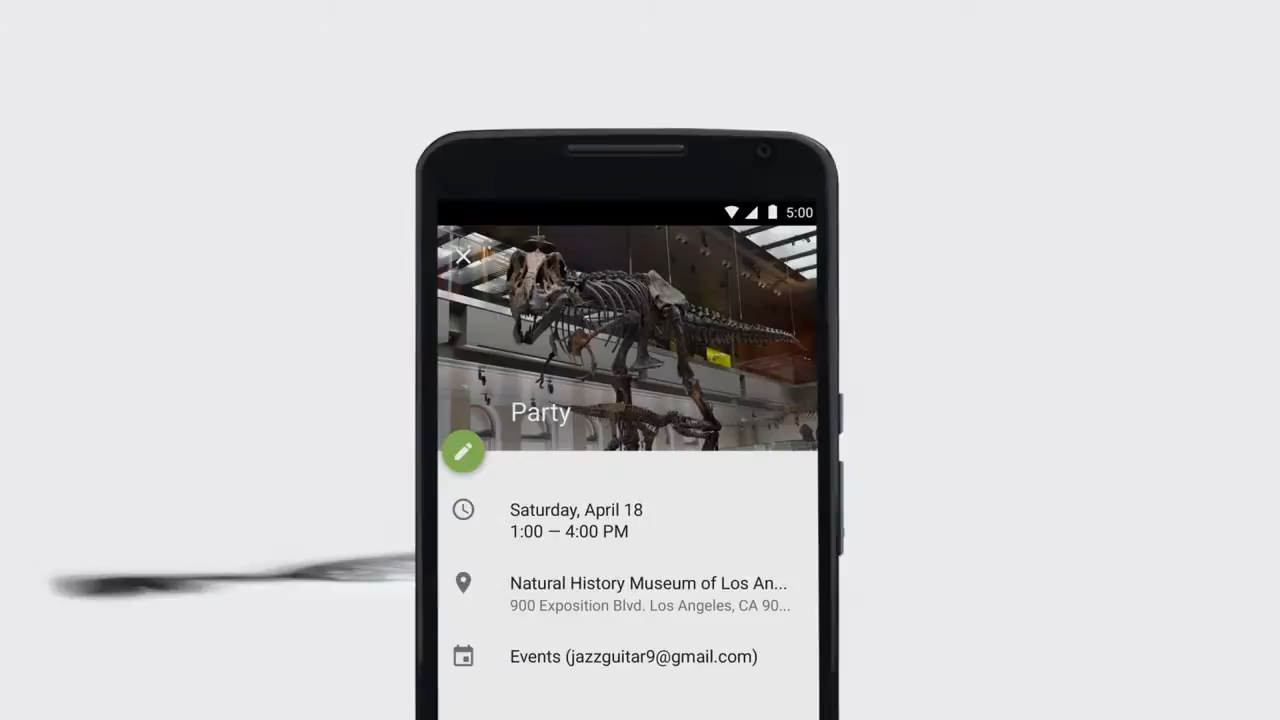 5:00
Party
Saturday, April 18
1:00 — 4:00 PM
Natural History Museum of Los An...
900 Exposition Blvd. Los Angeles, CA 90...
Events (jazzguitar9@gmail.com)